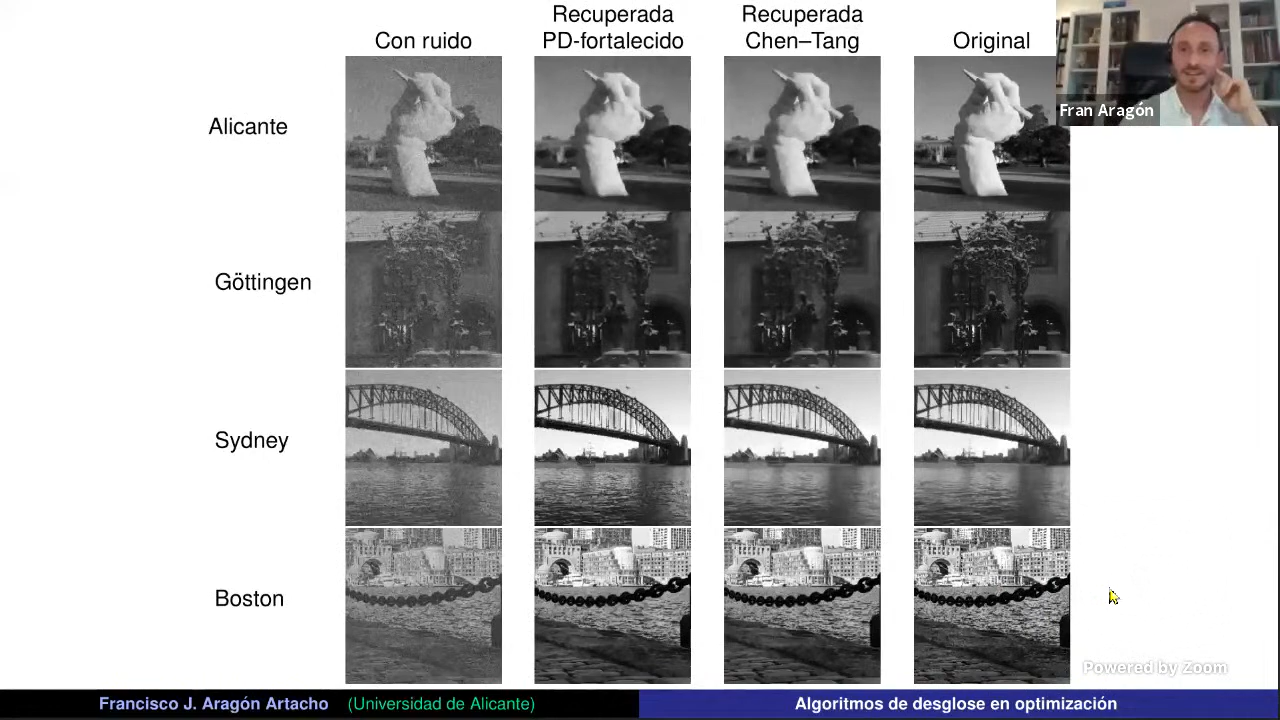 Con ruido
Recuperada
PD-fortalecido
Recuperada
Chen–Tang
Original
Fran Aragón
Alicante
Göttingen
Sydney
Boston
Powered by Zoom
Francisco J. Aragón Artacho (Universidad de Alicante)
Algoritmos de desglose en optimización